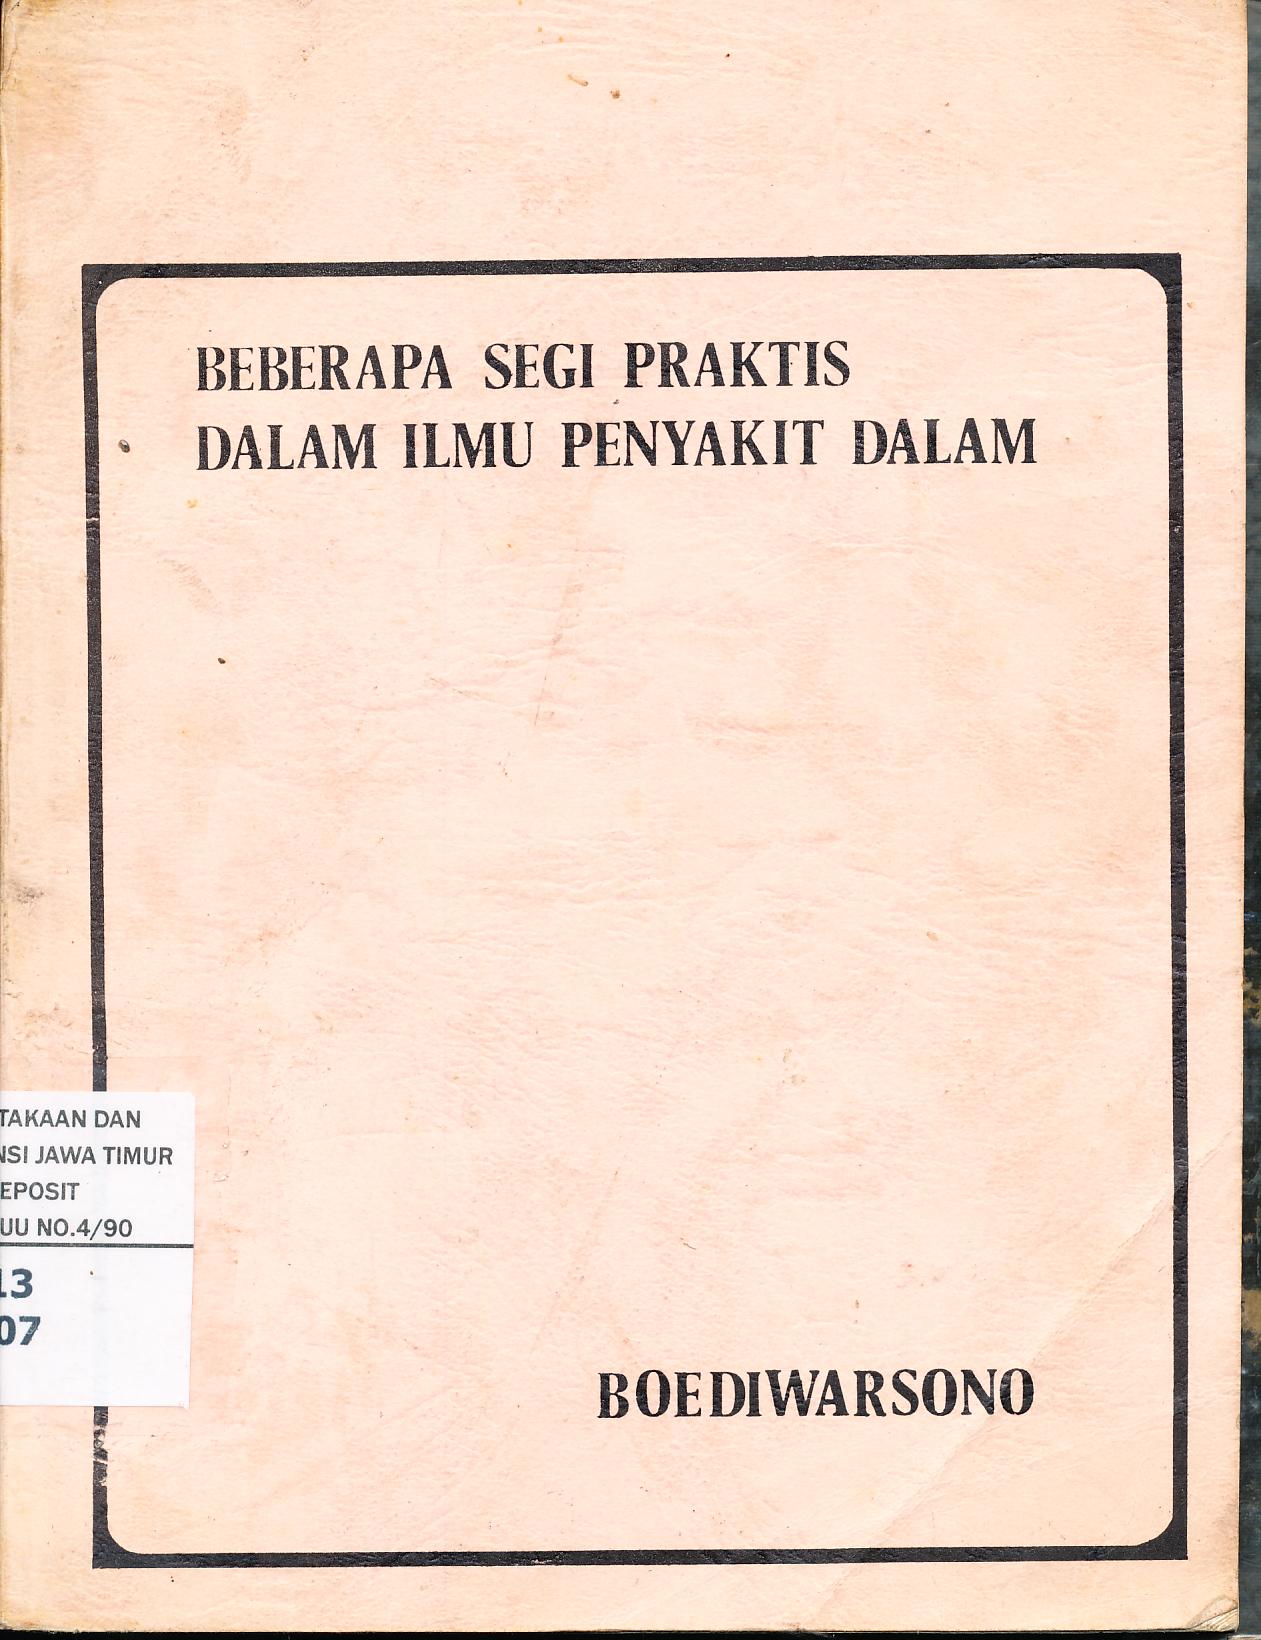 BEBERAPA SEGI PRAKTIS
DALAM ILMU PENYAKIT DALAM
TAKAAN DAN
NSI JAWA TIMUR
EPOSIT
UU NO.4/90
13
07
BOEDIWARSONO